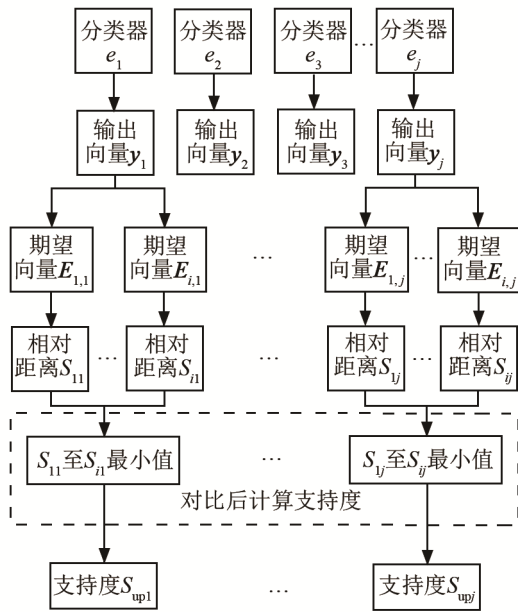 分类器 分类器 分类器 … 分类器
e1 e2 e3 ej
输出 输出 输出 输出
向量y1 向量y2 向量y3 向量yj
期望 期望 … 期望 … 期望
向量E1,1 向量Ei,1 向量E1,j 向量Ei,j
相对 … 相对 … 相对 … 相对
距离S11 距离Si1 距离S1j 距离Sij
S11至Si1最小值 … S1j至Sij最小值
对比后计算支持度
支持度Sup1 … 支持度Supj